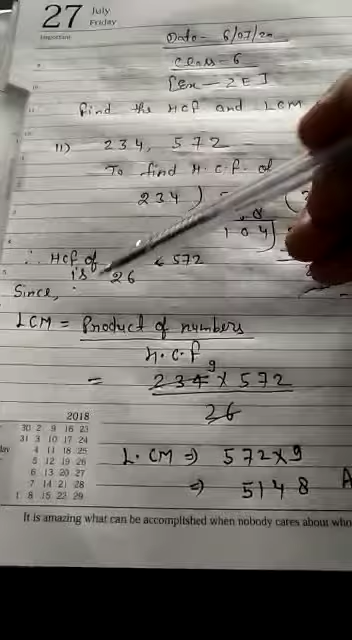 27 July
Friday
Important
Date - 6/07/20
Class - 6
[Ex - 2E]
Find the HCF and LCM
11) 234, 572
To find H.C.F. of
234)
104)
∴ HCF of
& 572
is 26
Since,
LCM = Product of numbers
H.C.F
= 234 9 × 572
26
L.CM ⇒ 572×9
⇒ 5148 A
2018
30 2 9 16 23
31 3 10 17 24
4 11 18 25
5 12 19 26
6 13 20 27
7 14 21 28
1 8 15 22 29
It is amazing what can be accomplished when nobody cares about who